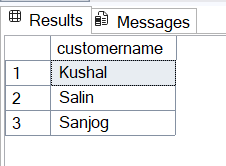 Results Messages
customername
1 Kushal
2 Salin
3 Sanjog